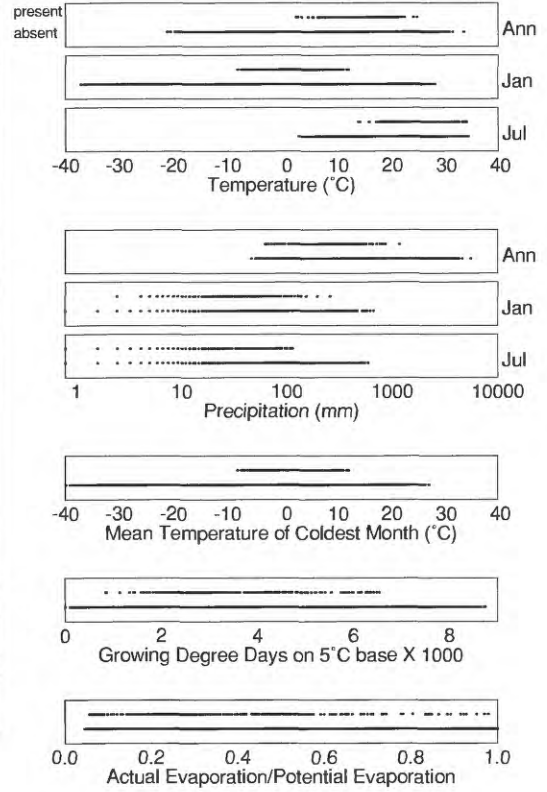 present
absent
Ann
Jan
Jul
-40 -30 -20 -10 0 10 20 30 40
Temperature (˚C)
Ann
Jan
Jul
1 10 100 1000 10000
Precipitation (mm)
-40 -30 -20 -10 0 10 20 30 40
Mean Temperature of Coldest Month (˚C)
0 2 4 6 8
Growing Degree Days on 5˚C base X 1000
0.0 0.2 0.4 0.6 0.8 1.0
Actual Evaporation/Potential Evaporation